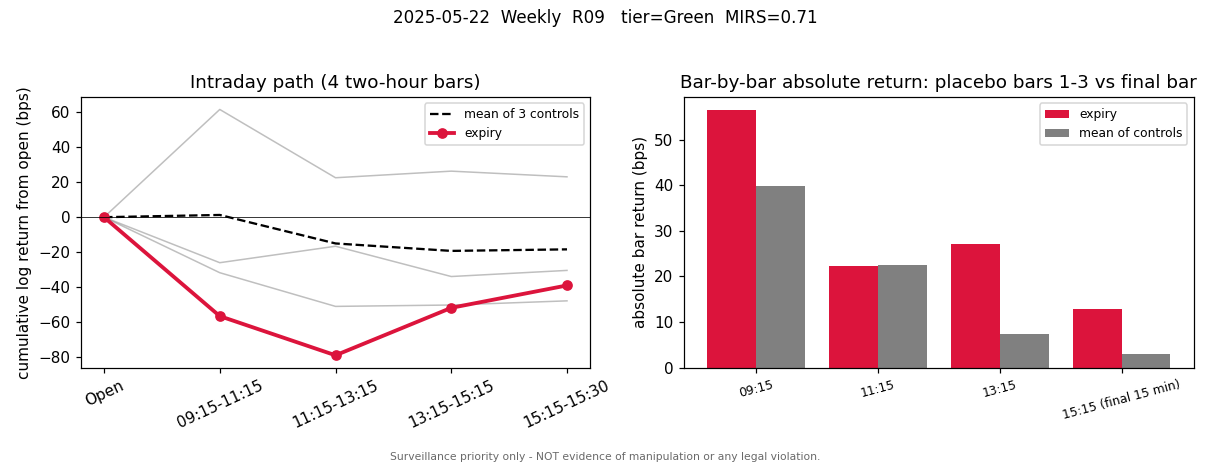 2025-05-22  Weekly  R09   tier=Green  MIRS=0.71
Intraday path (4 two-hour bars)
cumulative log return from open (bps)
60
40
20
0
−20
−40
−60
−80
mean of 3 controls
expiry
Open
09:15-11:15
11:15-13:15
13:15-15:15
15:15-15:30
Bar-by-bar absolute return: placebo bars 1-3 vs final bar
absolute bar return (bps)
50
40
30
20
10
0
expiry
mean of controls
09:15
11:15
13:15
15:15 (final 15 min)
Surveillance priority only - NOT evidence of manipulation or any legal violation.